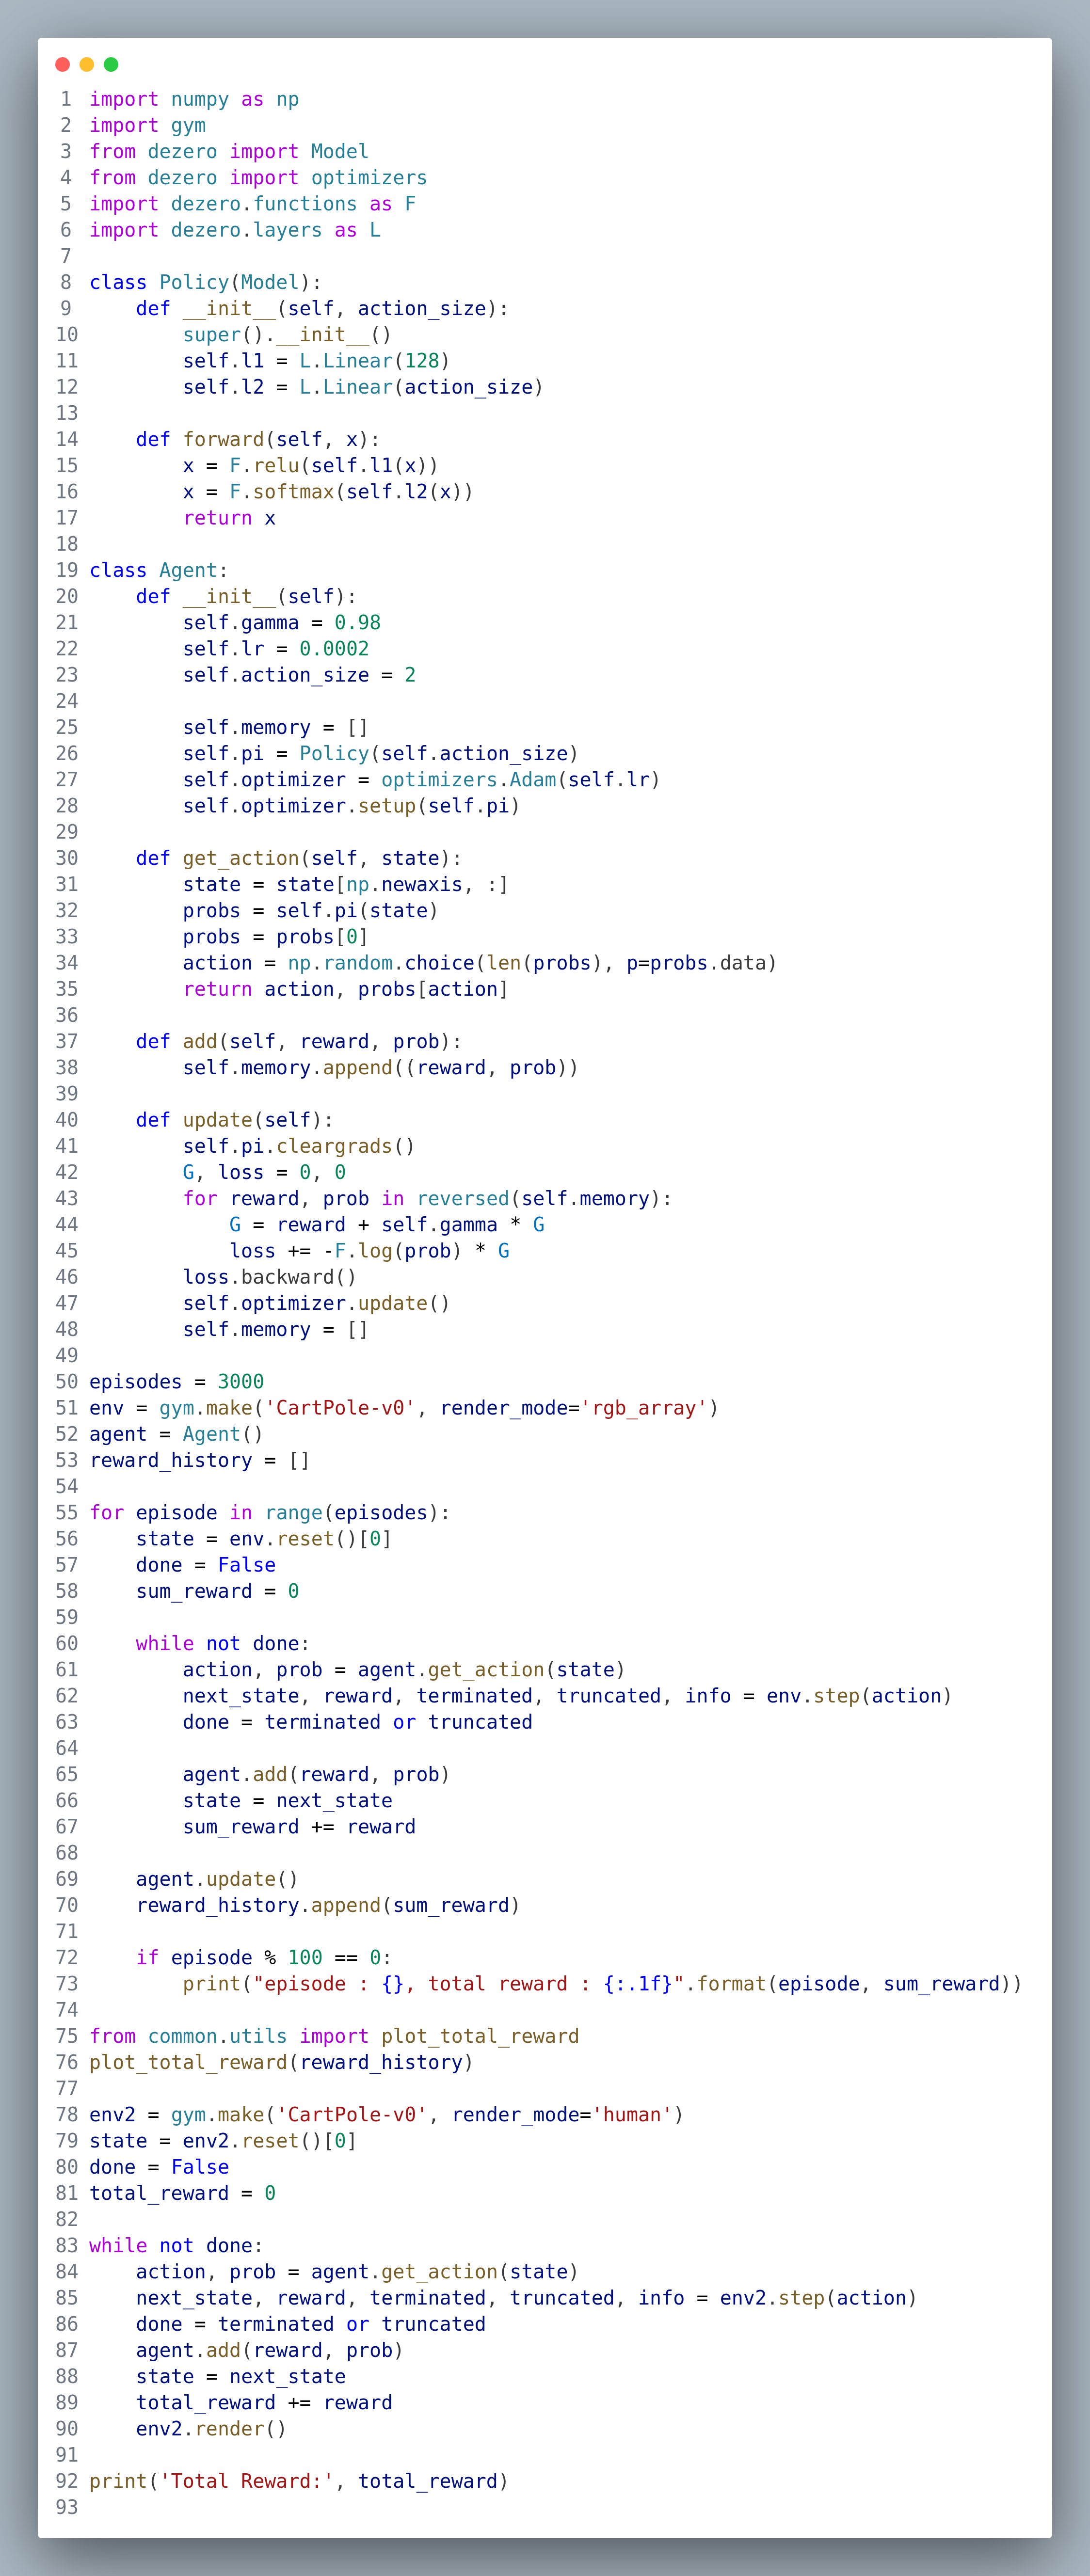 1 import numpy as np
2 import gym
3 from dezero import Model
4 from dezero import optimizers
5 import dezero.functions as F
6 import dezero.layers as L
7
8 class Policy(Model):
9     def __init__(self, action_size):
10         super().__init__()
11         self.l1 = L.Linear(128)
12         self.l2 = L.Linear(action_size)
13
14     def forward(self, x):
15         x = F.relu(self.l1(x))
16         x = F.softmax(self.l2(x))
17         return x
18
19 class Agent:
20     def __init__(self):
21         self.gamma = 0.98
22         self.lr = 0.0002
23         self.action_size = 2
24
25         self.memory = []
26         self.pi = Policy(self.action_size)
27         self.optimizer = optimizers.Adam(self.lr)
28         self.optimizer.setup(self.pi)
29
30     def get_action(self, state):
31         state = state[np.newaxis, :]
32         probs = self.pi(state)
33         probs = probs[0]
34         action = np.random.choice(len(probs), p=probs.data)
35         return action, probs[action]
36
37     def add(self, reward, prob):
38         self.memory.append((reward, prob))
39
40     def update(self):
41         self.pi.cleargrads()
42         G, loss = 0, 0
43         for reward, prob in reversed(self.memory):
44             G = reward + self.gamma * G
45             loss += -F.log(prob) * G
46         loss.backward()
47         self.optimizer.update()
48         self.memory = []
49
50 episodes = 3000
51 env = gym.make('CartPole-v0', render_mode='rgb_array')
52 agent = Agent()
53 reward_history = []
54
55 for episode in range(episodes):
56     state = env.reset()[0]
57     done = False
58     sum_reward = 0
59
60     while not done:
61         action, prob = agent.get_action(state)
62         next_state, reward, terminated, truncated, info = env.step(action)
63         done = terminated or truncated
64
65         agent.add(reward, prob)
66         state = next_state
67         sum_reward += reward
68
69     agent.update()
70     reward_history.append(sum_reward)
71
72     if episode % 100 == 0:
73         print("episode : {}, total reward : {:.1f}".format(episode, sum_reward))
74
75 from common.utils import plot_total_reward
76 plot_total_reward(reward_history)
77
78 env2 = gym.make('CartPole-v0', render_mode='human')
79 state = env2.reset()[0]
80 done = False
81 total_reward = 0
82
83 while not done:
84     action, prob = agent.get_action(state)
85     next_state, reward, terminated, truncated, info = env2.step(action)
86     done = terminated or truncated
87     agent.add(reward, prob)
88     state = next_state
89     total_reward += reward
90     env2.render()
91
92 print('Total Reward:', total_reward)
93